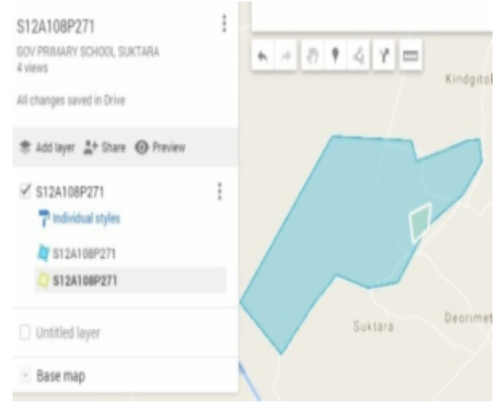 S12A108P271
GOV PRIMARY SCHOOL SUKTARA
4 views
All changes saved in Drive
Add layer Share Preview
S12A108P271
Individual styles
S12A108P271
S12A108P271
Untitled layer
Base map
Kindgitol
Suktara
Deorimet